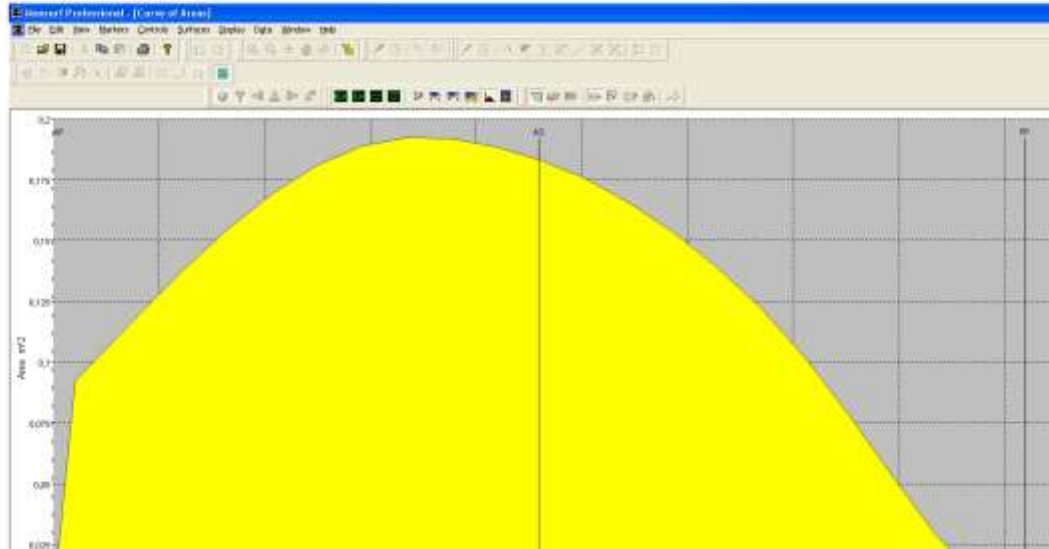 Maxsurf Professional - [Curve of Areas]
File Edit View Markers Controls Surfaces Display Data Window Help
0,2
AP
AS
FP
0,175
0,15
0,125
0,1
Area m^2
0,075
0,05
0,025